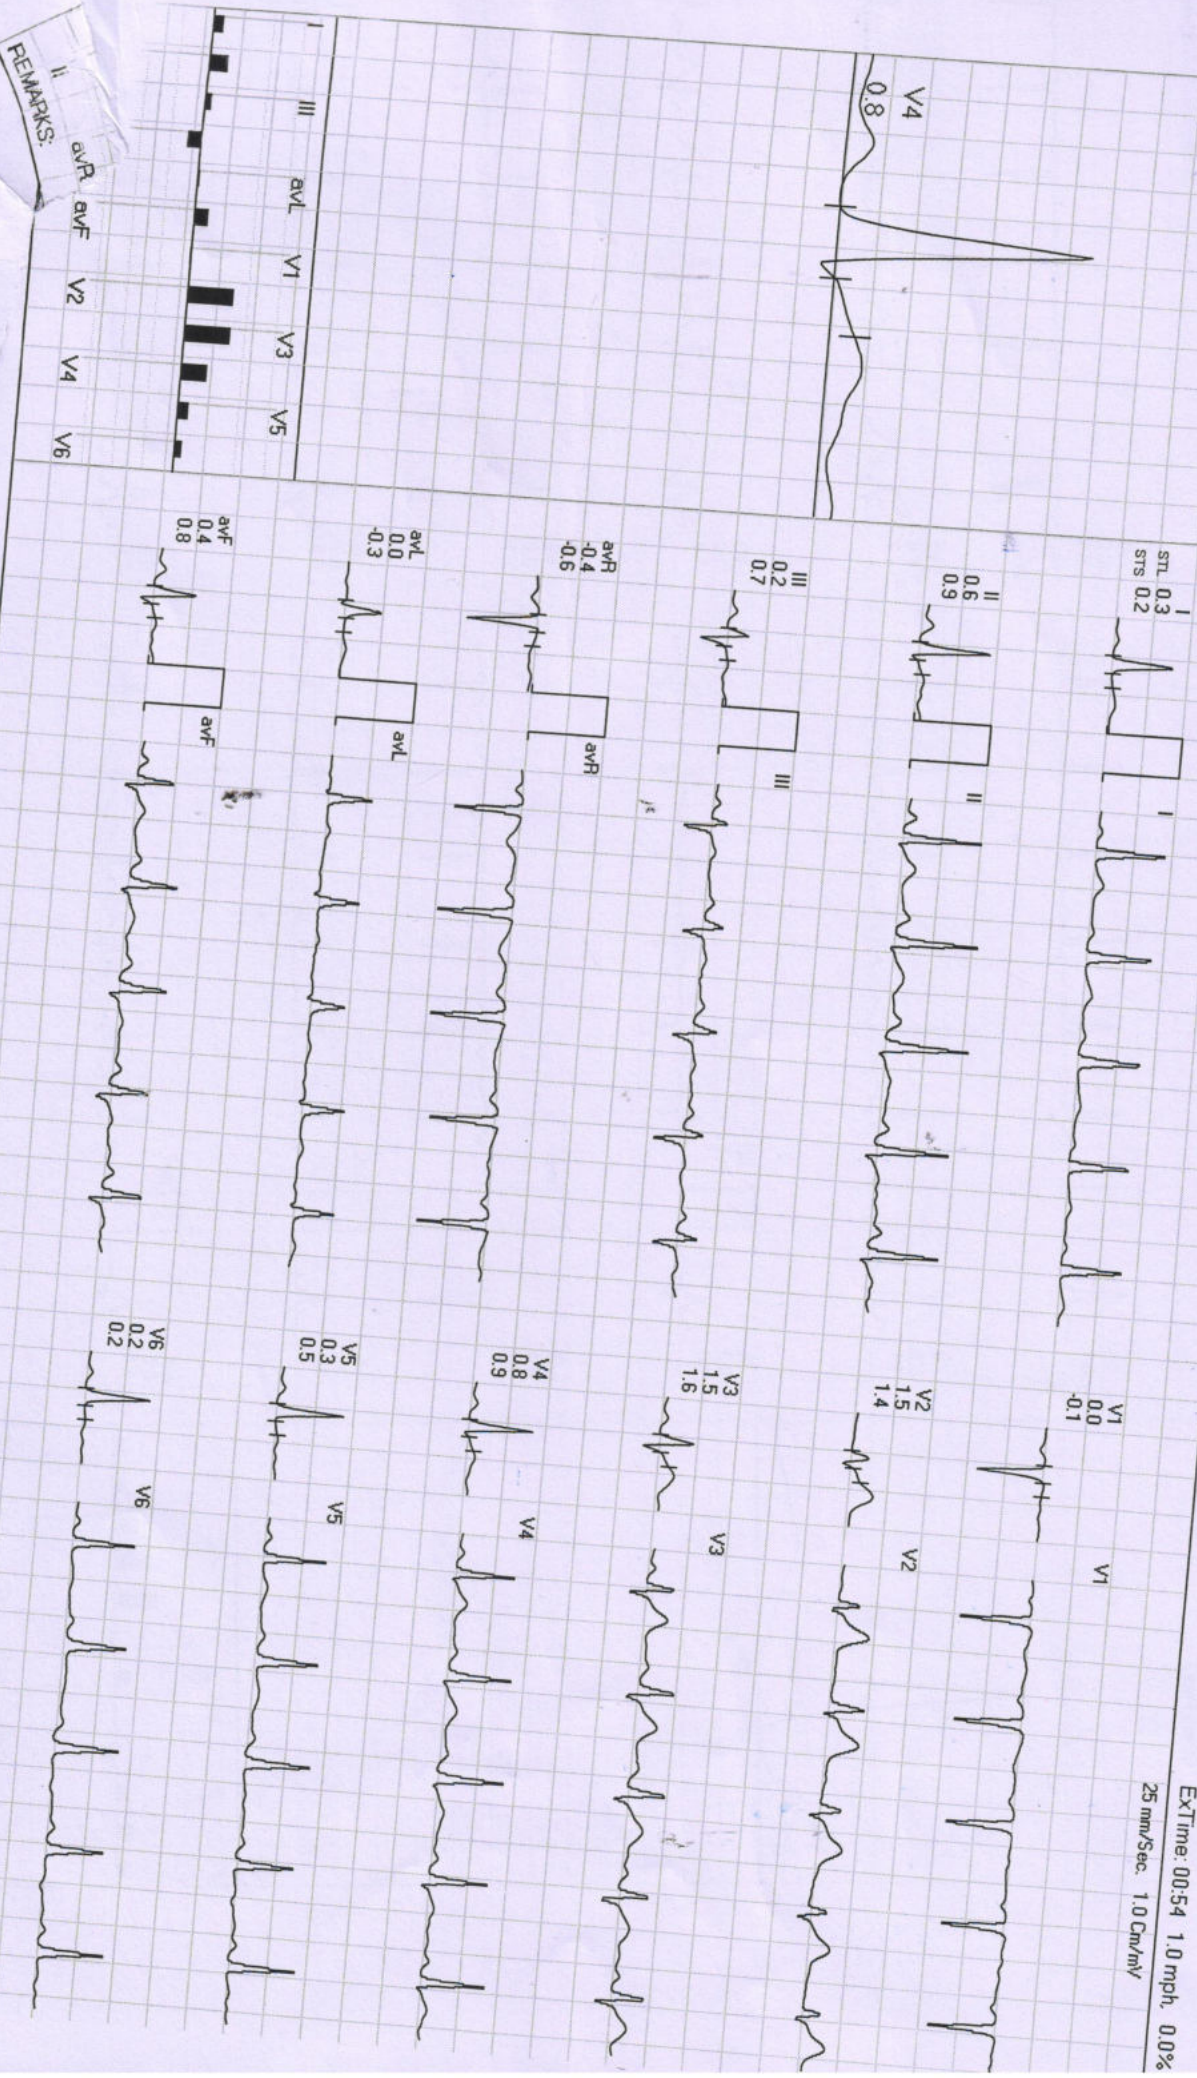 ExTime: 00:54 1.0 mph, 0.0%
25 mm/Sec. 1.0 Cm/mV
V4
0.8
I
STL 0.3
STS 0.2
I
V1
0.0
-0.1
V1
II
0.6
0.9
II
V2
1.5
1.4
V2
III
0.2
0.7
III
V3
1.5
1.6
V3
avR
-0.4
-0.6
avR
V4
0.8
0.9
V4
avL
0.0
-0.3
avL
V5
0.3
0.5
V5
avF
0.4
0.8
avF
V6
0.2
0.2
V6
I III avL V1 V3 V5
II avR avF V2 V4 V6
REMARKS: